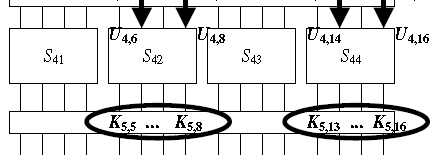 U4,6 U4,8 U4,14 U4,16
S41 S42 S43 S44
K5,5 ... K5,8 K5,13 ... K5,16